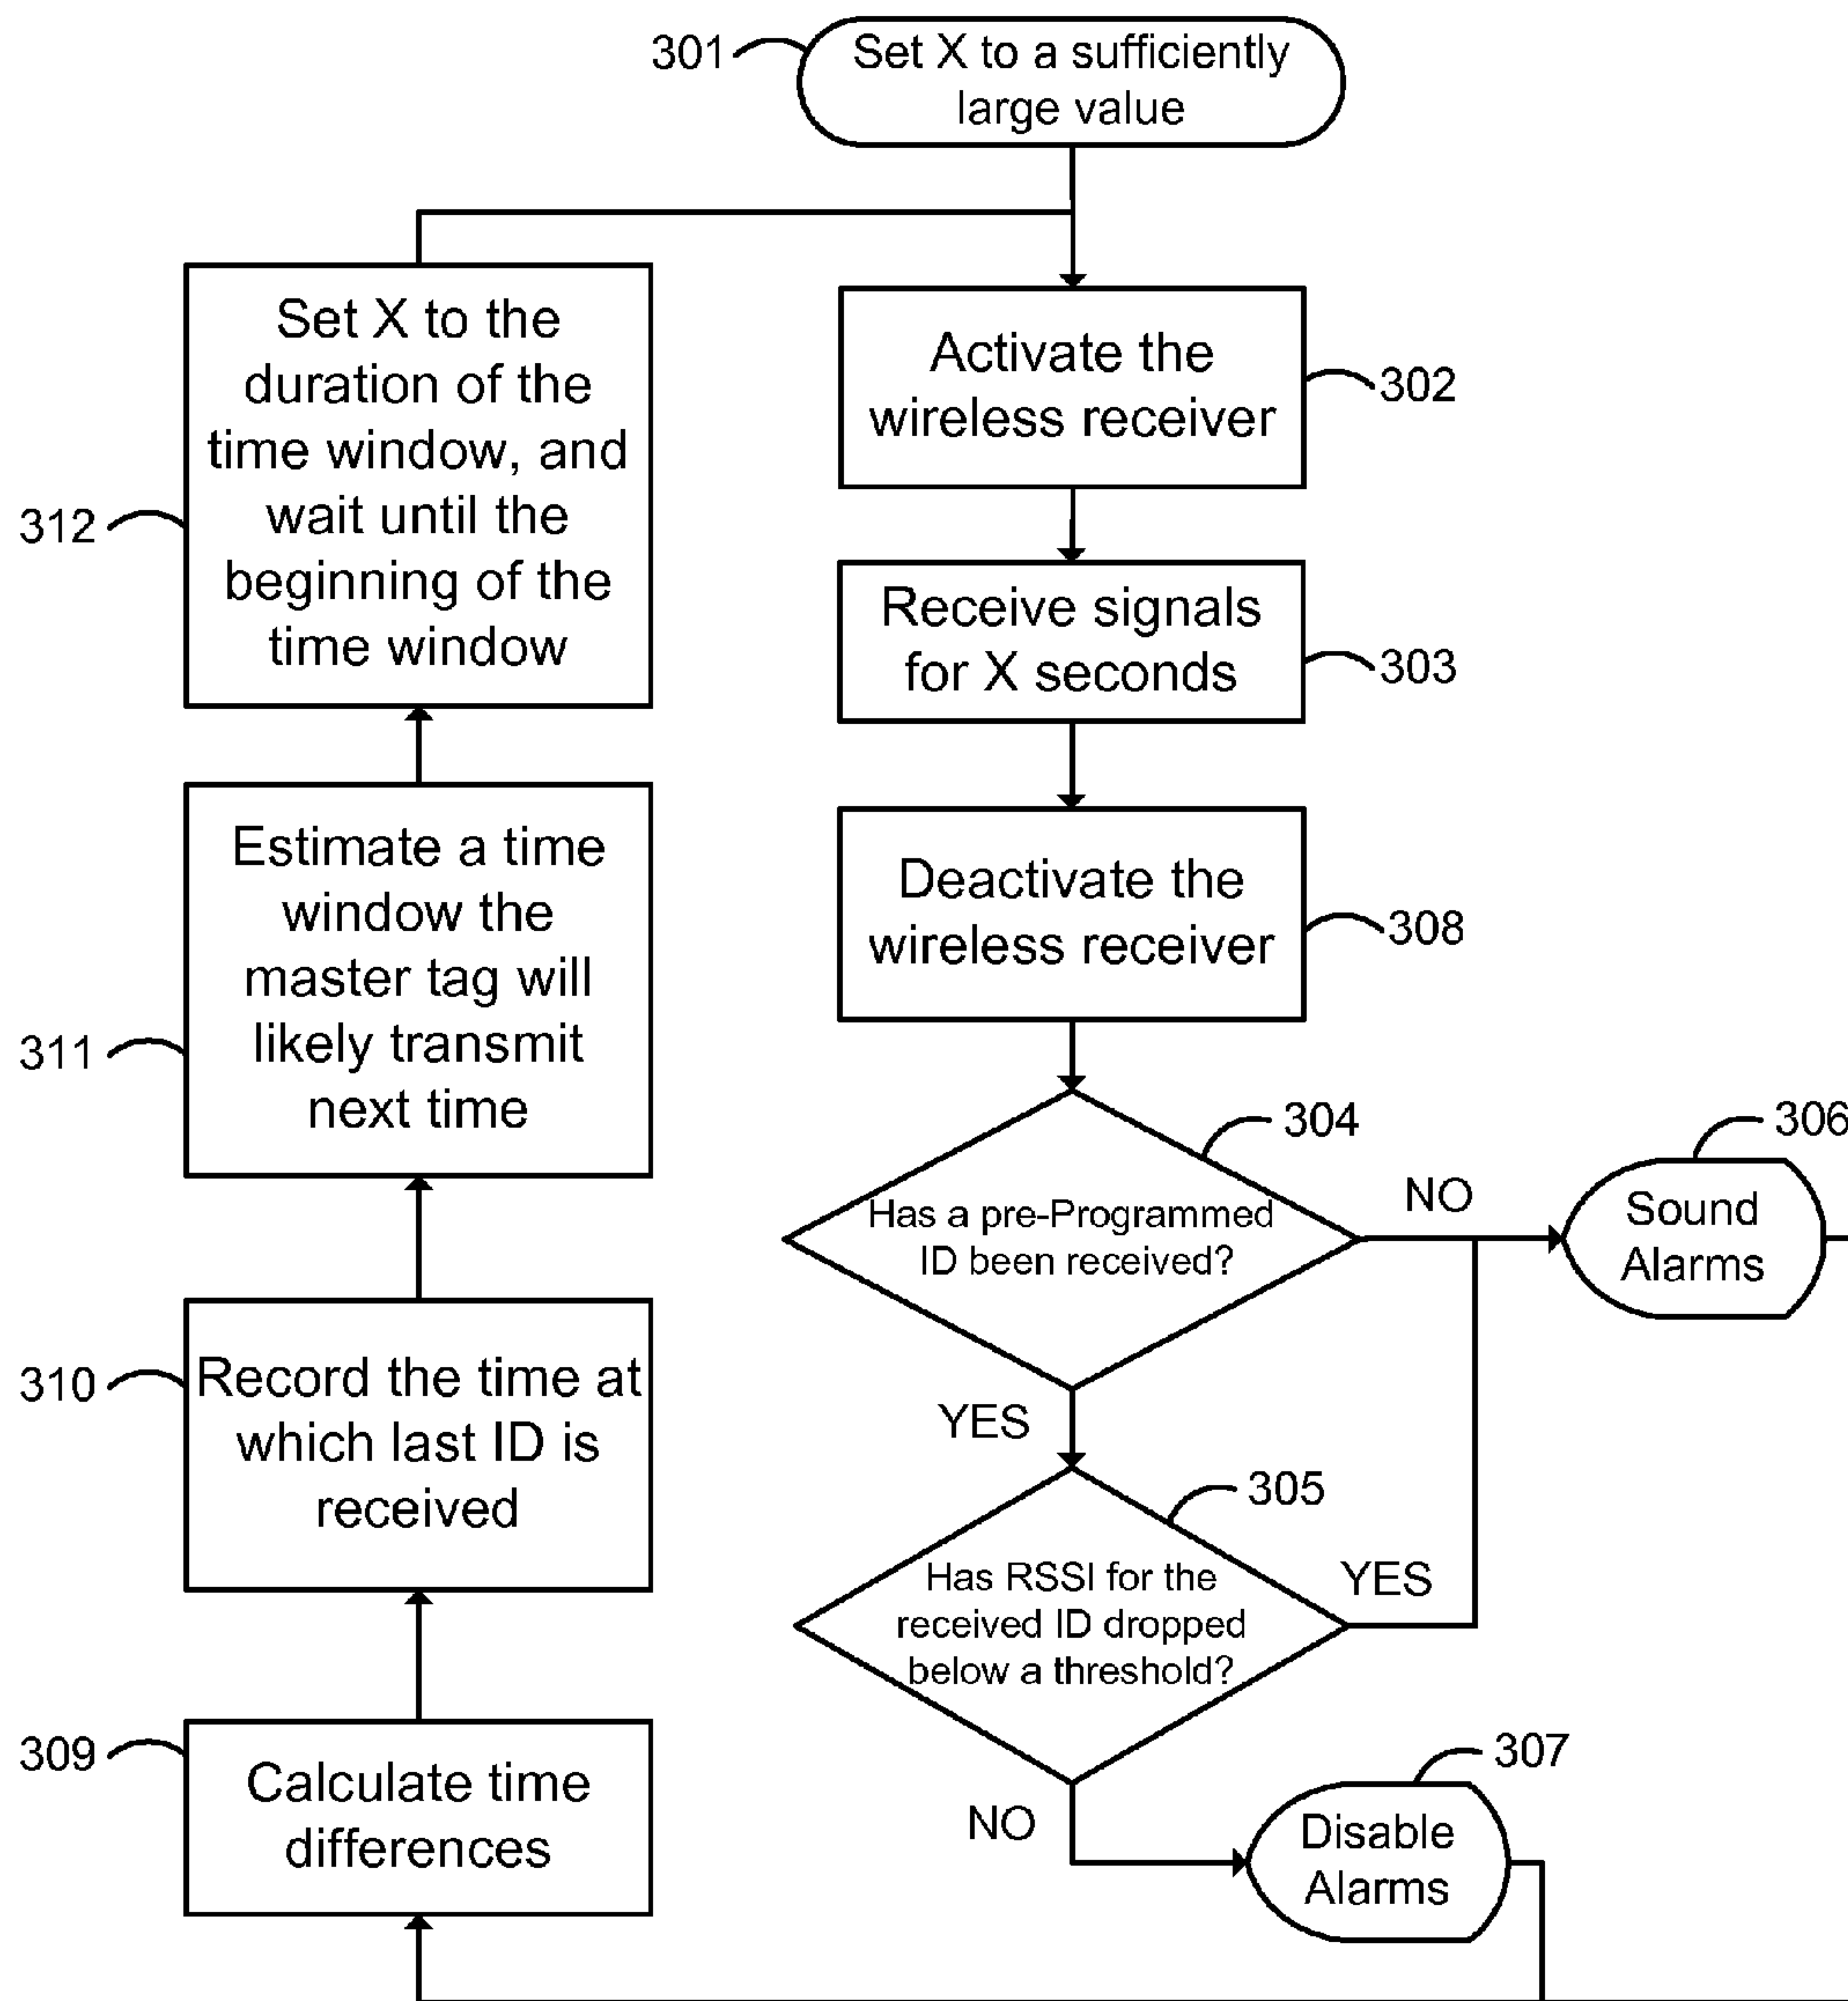 301
Set X to a sufficiently
large value
Set X to the
duration of the
time window, and
wait until the
beginning of the
time window
312
Activate the
wireless receiver
302
Receive signals
for X seconds
303
Estimate a time
window the
master tag will
likely transmit
next time
311
Deactivate the
wireless receiver
308
304
Has a pre-Programmed
ID been received?
NO
306
Sound
Alarms
YES
310
Record the time at
which last ID is
received
305
Has RSSI for the
received ID dropped
below a threshold?
YES
309
Calculate time
differences
NO
307
Disable
Alarms